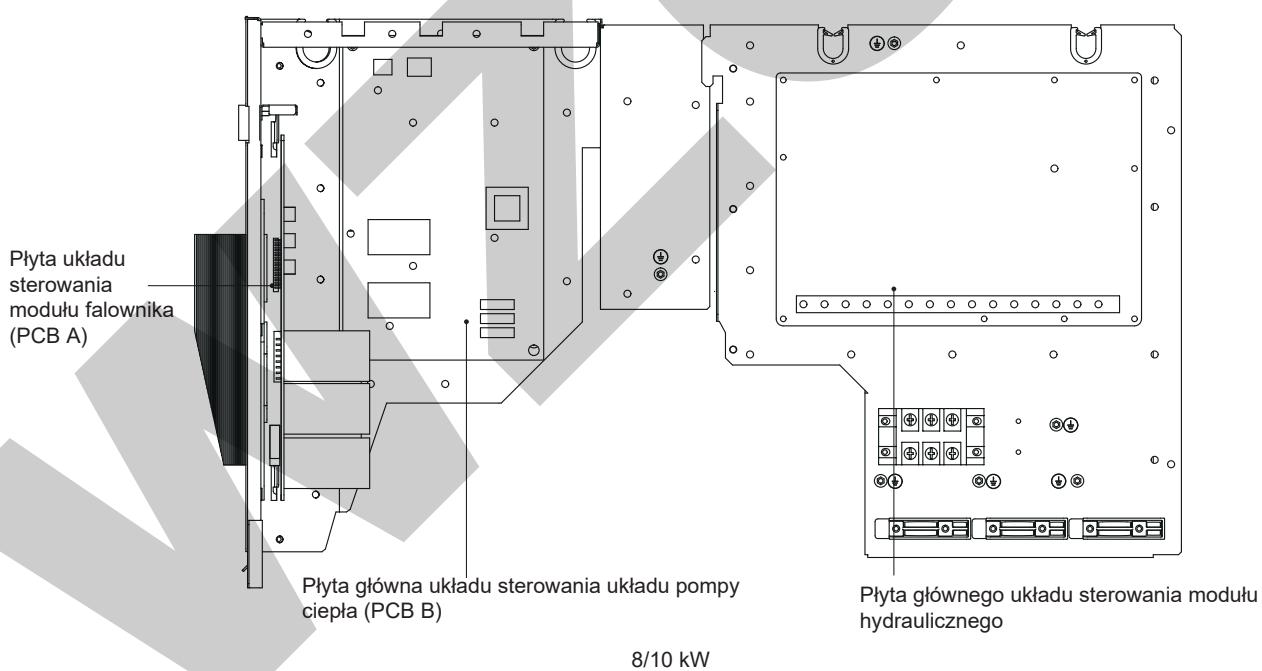 Płyta układu
sterowania
modułu falownika
(PCB A)
Płyta główna układu sterowania układu pompy
ciepła (PCB B)
Płyta głównego układu sterowania modułu
hydraulicznego
8/10 kW